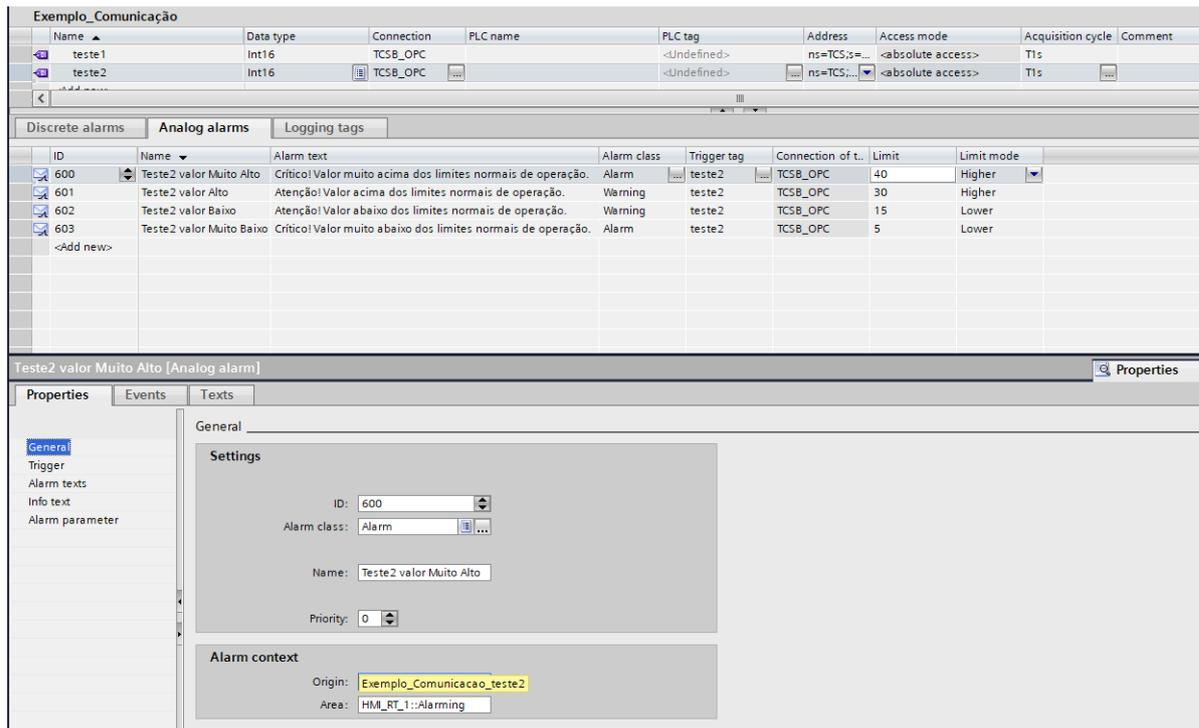 Exemplo_Comunicação
Name Data type Connection PLC name PLC tag Address Access mode Acquisition cycle Comment
teste1 Int16 TCSB_OPC <Undefined> ns=TCS;s=... <absolute access> T1s
teste2 Int16 TCSB_OPC ... <Undefined> ... ns=TCS;... <absolute access> T1s ...
Discrete alarms Analog alarms Logging tags
ID Name Alarm text Alarm class Trigger tag Connection of t.. Limit Limit mode
600 Teste2 valor Muito Alto Crítico! Valor muito acima dos limites normais de operação. Alarm ... teste2 ... TCSB_OPC 40 Higher
601 Teste2 valor Alto Atenção! Valor acima dos limites normais de operação. Warning teste2 TCSB_OPC 30 Higher
602 Teste2 valor Baixo Atenção! Valor abaixo dos limites normais de operação. Warning teste2 TCSB_OPC 15 Lower
603 Teste2 valor Muito Baixo Crítico! Valor muito abaixo dos limites normais de operação. Alarm teste2 TCSB_OPC 5 Lower
<Add new>
Teste2 valor Muito Alto [Analog alarm] Properties
Properties Events Texts
General
Trigger
Alarm texts
Info text
Alarm parameter
General
Settings
ID: 600
Alarm class: Alarm ...
Name: Teste2 valor Muito Alto
Priority: 0
Alarm context
Origin: Exemplo_Comunicacao_teste2
Area: HMI_RT_1::Alarming